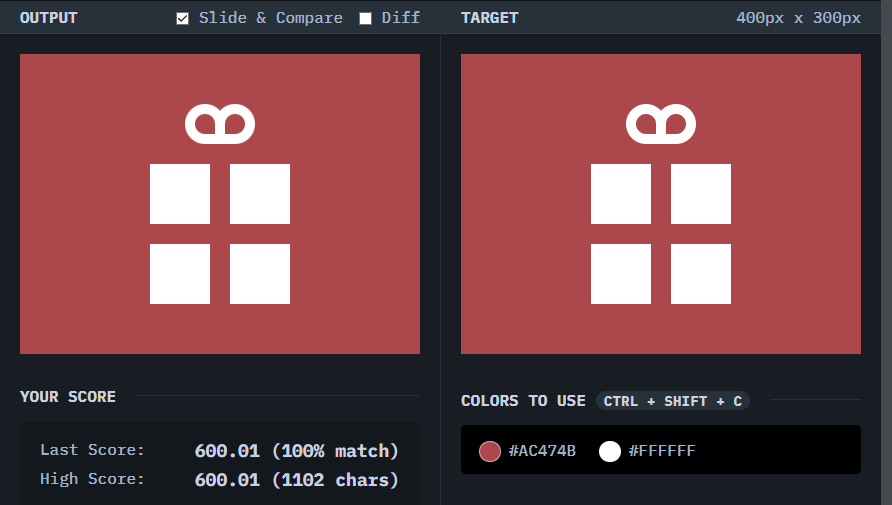 OUTPUT
Slide & Compare
Diff
TARGET
400px x 300px
YOUR SCORE
Last Score: 600.01 (100% match)
High Score: 600.01 (1102 chars)
COLORS TO USE CTRL + SHIFT + C
#AC474B
#FFFFFF